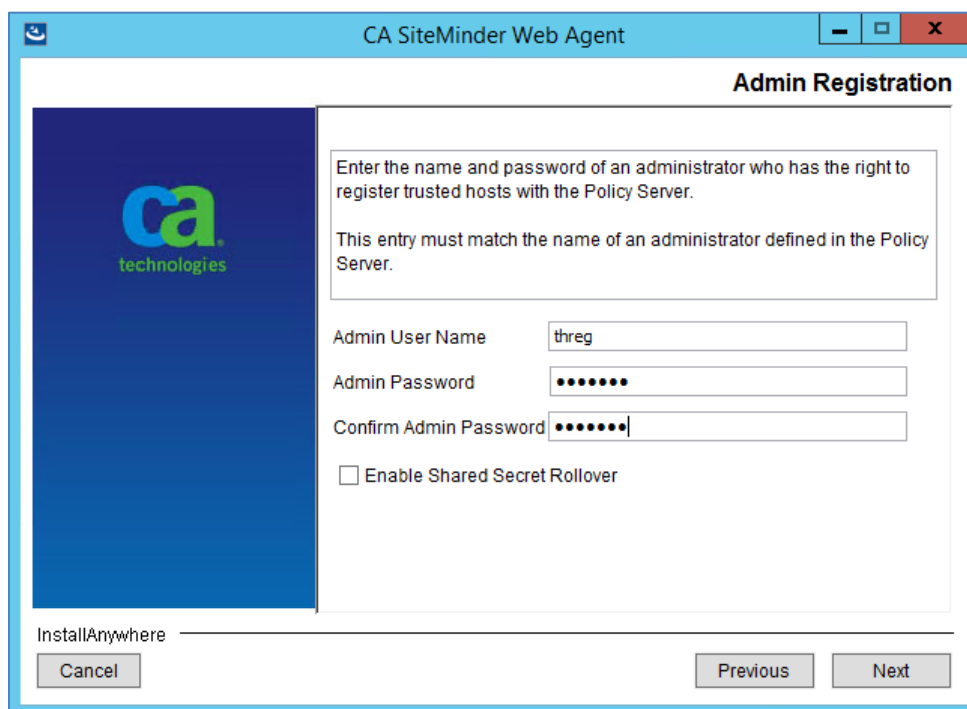 CA SiteMinder Web Agent
Admin Registration
ca
technologies
Enter the name and password of an administrator who has the right to
register trusted hosts with the Policy Server.
This entry must match the name of an administrator defined in the Policy
Server.
Admin User Name threg
Admin Password •••••••
Confirm Admin Password •••••••
Enable Shared Secret Rollover
InstallAnywhere
Cancel Previous Next